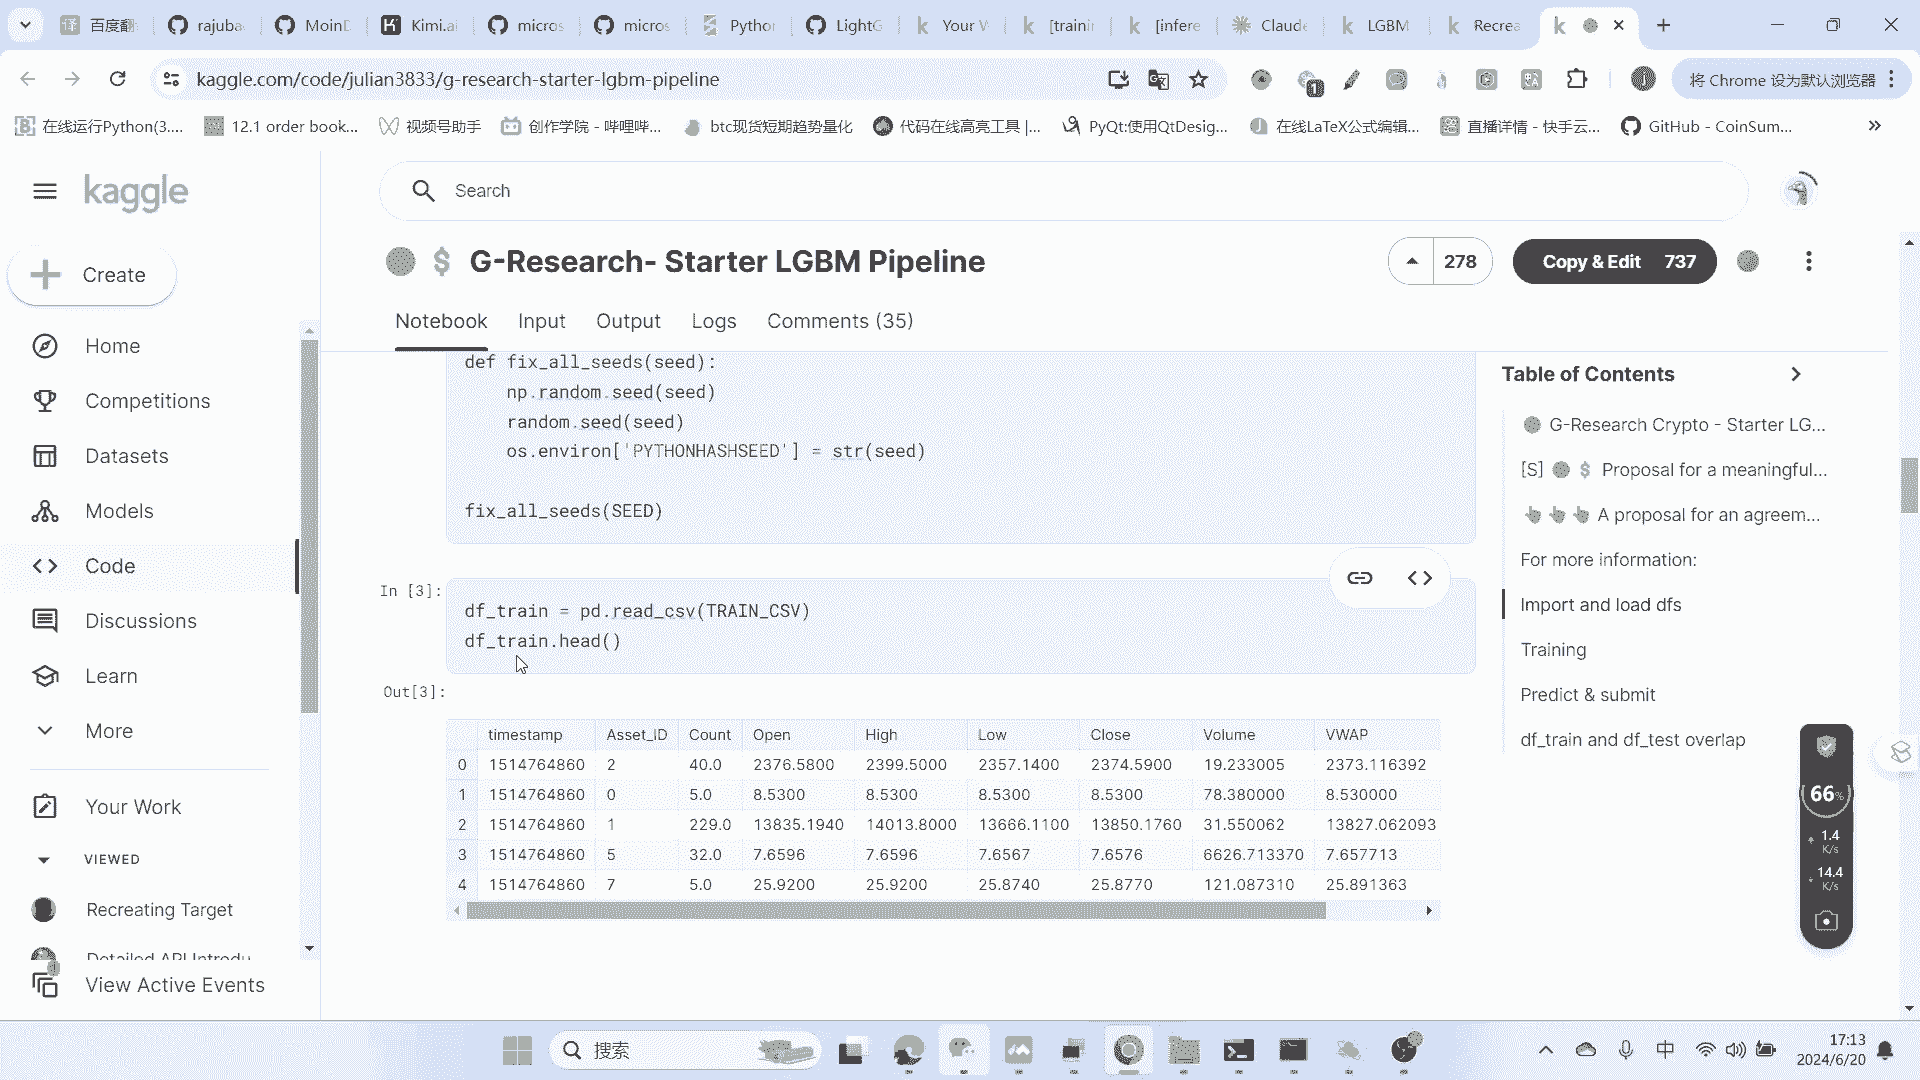 百度翻
rajuba
MoinD
Kimi.ai
micros
micros
Python
LightG
Your W
[trainin
[infere
Claude
LGBM
Recrea
kaggle.com/code/julian3833/g-research-starter-lgbm-pipeline
将 Chrome 设为默认浏览器
在线运行Python(3....
12.1 order book...
视频号助手
创作学院 - 哔哩哔...
btc现货短期趋势量化
代码在线高亮工具 |...
PyQt:使用QtDesig...
在线LaTeX公式编辑...
直播详情 - 快手云...
GitHub - CoinSum...
kaggle
Search
Create
G-Research- Starter LGBM Pipeline
278
Copy & Edit 737
Notebook Input Output Logs Comments (35)
Home
Competitions
Datasets
Models
Code
Discussions
Learn
More
Your Work
VIEWED
Recreating Target
Detailed API Introdu
View Active Events
def fix_all_seeds(seed):
np.random.seed(seed)
random.seed(seed)
os.environ['PYTHONHASHSEED'] = str(seed)
fix_all_seeds(SEED)
In [3]:
df_train = pd.read_csv(TRAIN_CSV)
df_train.head()
Out[3]:
timestamp Asset_ID Count Open High Low Close Volume VWAP
0 1514764860 2 40.0 2376.5800 2399.5000 2357.1400 2374.5900 19.233005 2373.116392
1 1514764860 0 5.0 8.5300 8.5300 8.5300 8.5300 78.380000 8.530000
2 1514764860 1 229.0 13835.1940 14013.8000 13666.1100 13850.1760 31.550062 13827.062093
3 1514764860 5 32.0 7.6596 7.6596 7.6567 7.6576 6626.713370 7.657713
4 1514764860 7 5.0 25.9200 25.9200 25.8740 25.8770 121.087310 25.891363
Table of Contents
G-Research Crypto - Starter LG...
[S] $ Proposal for a meaningful...
A proposal for an agreem...
For more information:
Import and load dfs
Training
Predict & submit
df_train and df_test overlap
66%
1.4
K/s
14.4
K/s
搜索
中
17:13
2024/6/20